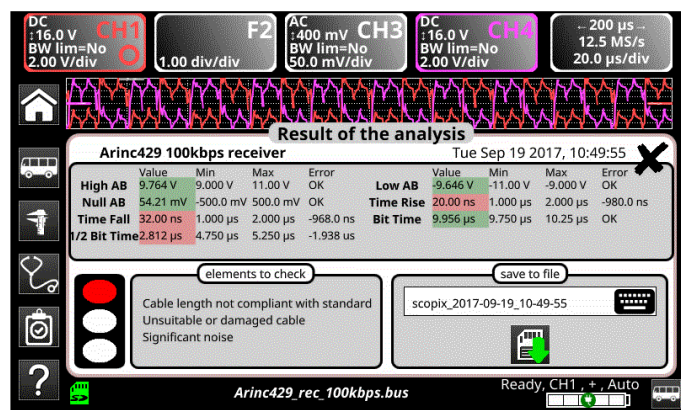 DC
↕16.0 V CH1
BW lim=No
2.00 V/div
F2
1.00 div/div
AC
↕400 mV CH3
BW lim=No
50.0 mV/div
DC
↕16.0 V CH4
BW lim=No
2.00 V/div
←200 µs→
12.5 MS/s
20.0 µs/div
Result of the analysis
Arinc429 100kbps receiver Tue Sep 19 2017, 10:49:55
Value Min Max Error Value Min Max Error
High AB 9.764 V 9.000 V 11.00 V OK Low AB -9.646 V -11.00 V -9.000 V OK
Null AB 54.21 mV -500.0 mV 500.0 mV OK Time Rise 20.00 ns 1.000 µs 2.000 µs -980.0 ns
Time Fall 32.00 ns 1.000 µs 2.000 µs -968.0 ns Bit Time 9.956 µs 9.750 µs 10.25 µs OK
1/2 Bit Time 2.812 µs 4.750 µs 5.250 µs -1.938 us
elements to check
Cable length not compliant with standard
Unsuitable or damaged cable
Significant noise
save to file
scopix_2017-09-19_10-49-55
Arinc429_rec_100kbps.bus
Ready, CH1 , + , Auto